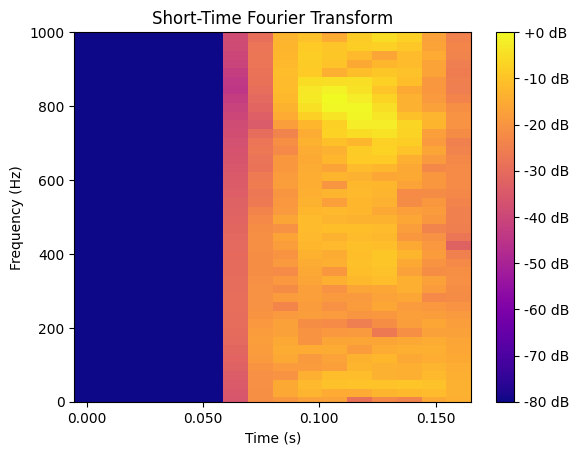 Short-Time Fourier Transform
Frequency (Hz)
1000
800
600
400
200
0
0.000
0.050
0.100
0.150
Time (s)
+0 dB
-10 dB
-20 dB
-30 dB
-40 dB
-50 dB
-60 dB
-70 dB
-80 dB